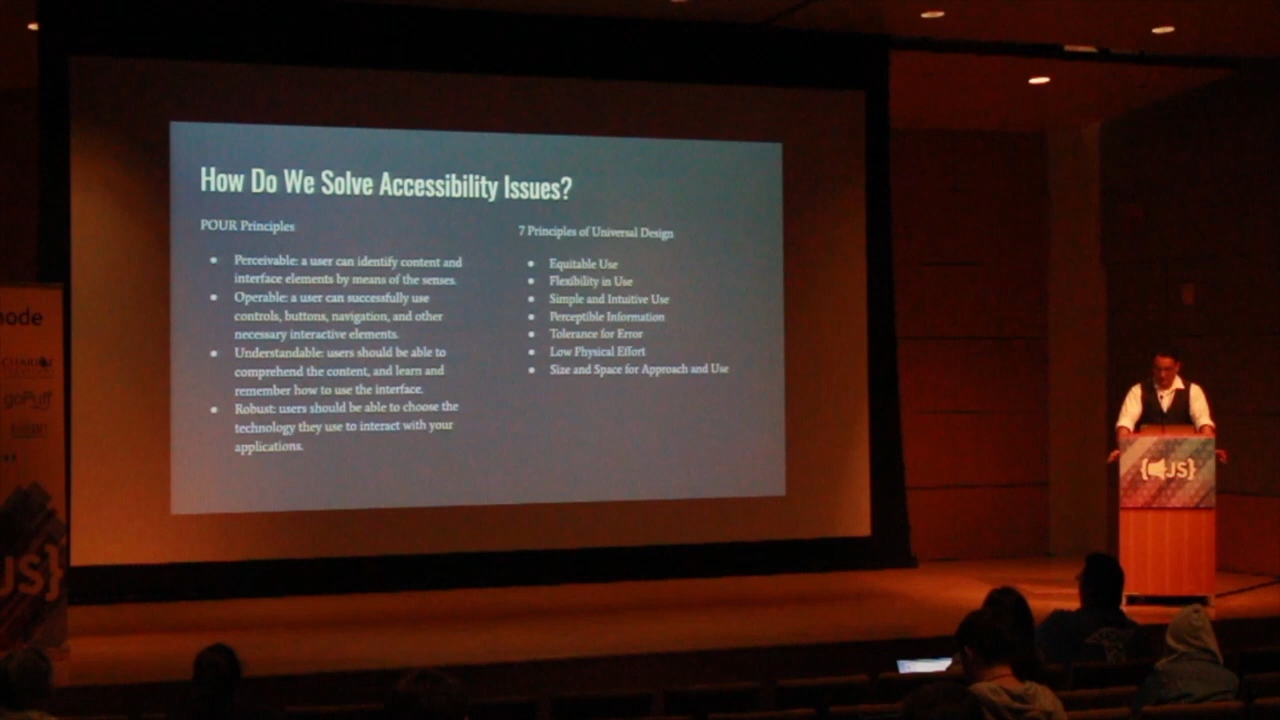 How Do We Solve Accessibility Issues?
POUR Principles
Perceivable: a user can identify content and
interface elements by means of the senses.
Operable: a user can successfully use
controls, buttons, navigation, and other
necessary interactive elements.
Understandable: users should be able to
comprehend the content, and learn and
remember how to use the interface.
Robust: users should be able to choose the
technology they use to interact with your
applications.
7 Principles of Universal Design
Equitable Use
Flexibility in Use
Simple and Intuitive Use
Perceptible Information
Tolerance for Error
Low Physical Effort
Size and Space for Approach and Use
node
CHARIOT
goPuff
JS}
{JS}